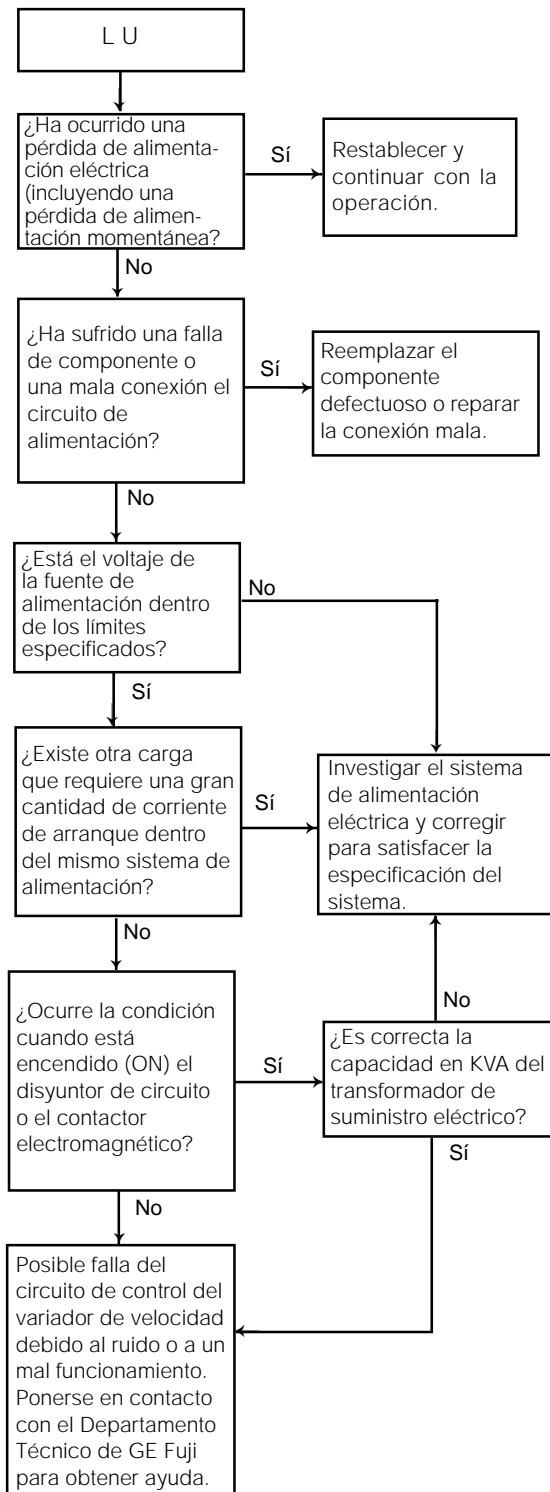 L U
¿Ha ocurrido una
pérdida de alimenta-
ción eléctrica
(incluyendo una
pérdida de alimen-
tación momentánea?
Sí
Restablecer y
continuar con la
operación.
No
¿Ha sufrido una falla
de componente o
una mala conexión el
circuito de
alimentación?
Sí
Reemplazar el
componente
defectuoso o reparar
la conexión mala.
No
¿Está el voltaje de
la fuente de
alimentación dentro
de los límites
especificados?
No
Sí
¿Existe otra carga
que requiere una gran
cantidad de corriente
de arranque dentro
del mismo sistema de
alimentación?
Sí
Investigar el sistema
de alimentación
eléctrica y corregir
para satisfacer la
especificación del
sistema.
No
No
¿Ocurre la condición
cuando está
encendido (ON) el
disyuntor de circuito
o el contactor
electromagnético?
Sí
¿Es correcta la
capacidad en KVA del
transformador de
suministro eléctrico?
Sí
No
Posible falla del
circuito de control del
variador de velocidad
debido al ruido o a un
mal funcionamiento.
Ponerse en contacto
con el Departamento
Técnico de GE Fuji
para obtener ayuda.